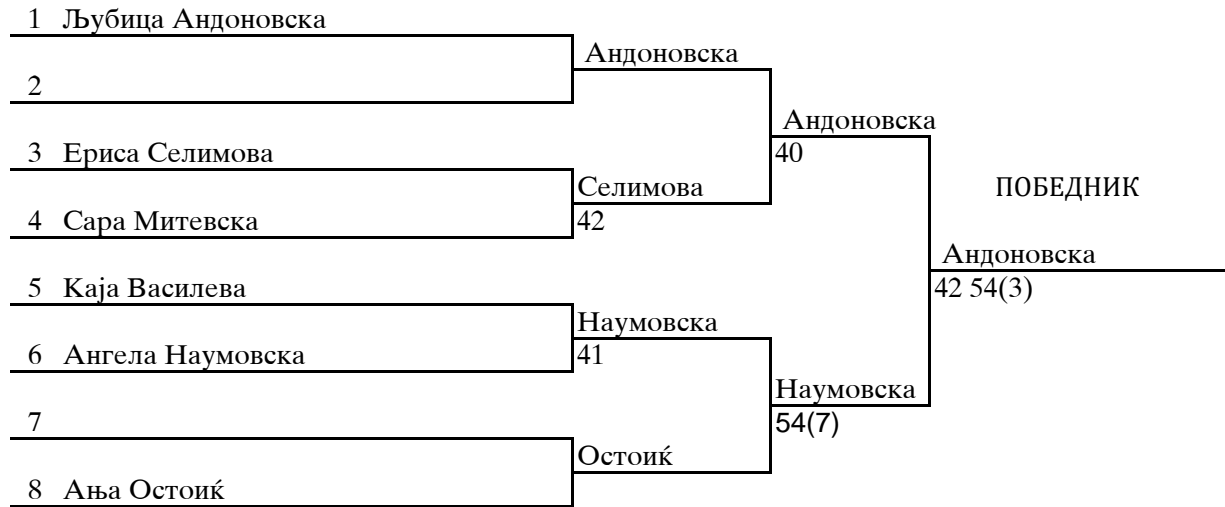 1 Љубица Андоновска
Андоновска
2
Андоновска
40
3 Ериса Селимова
Селимова
42
ПОБЕДНИК
4 Сара Митевска
Андоновска
42 54(3)
5 Каја Василева
Наумовска
41
6 Ангела Наумовска
Наумовска
54(7)
7
Остоиќ
8 Ања Остоиќ